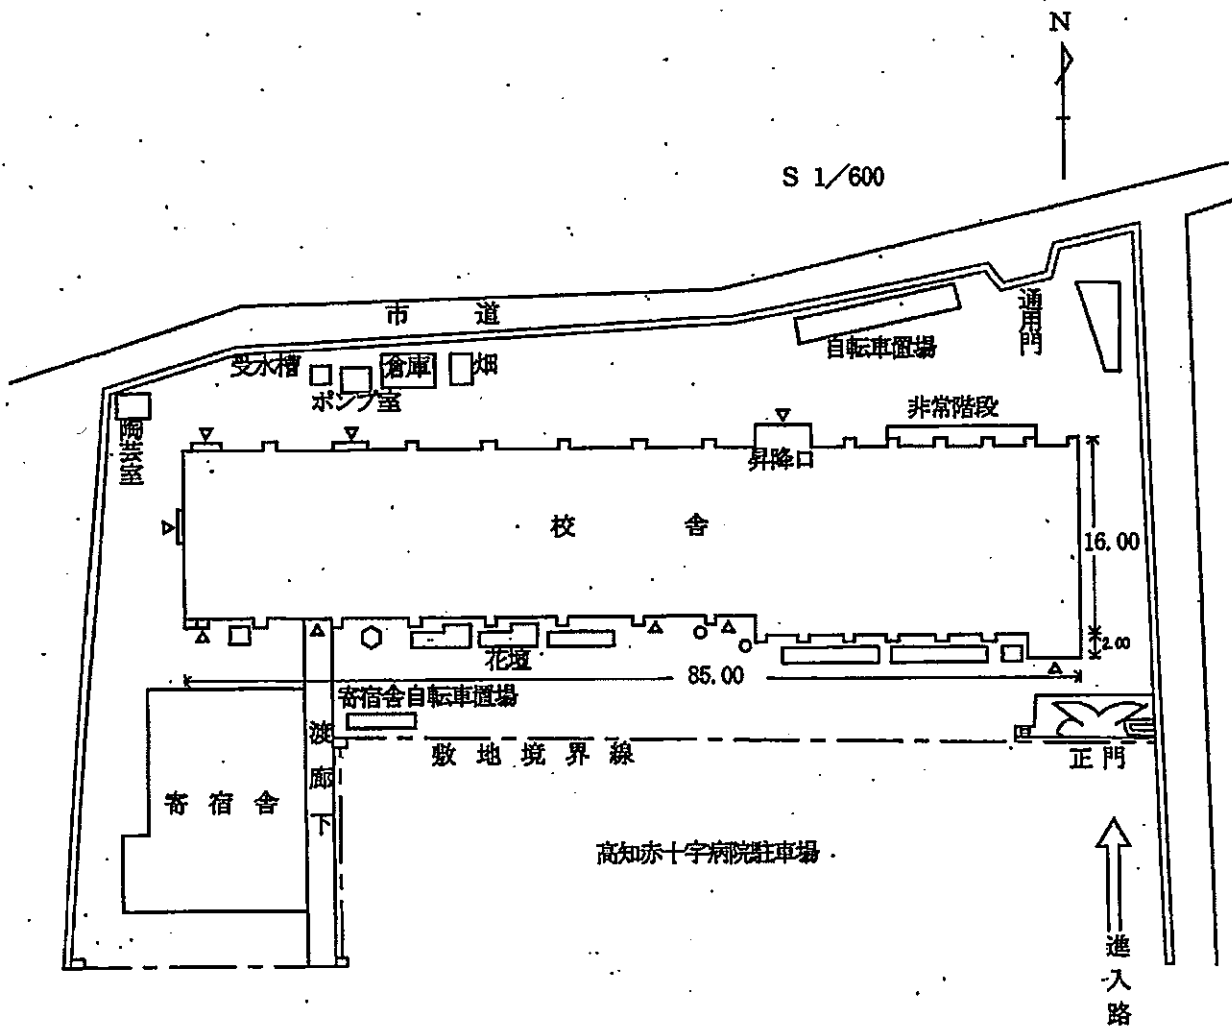 N
S 1/600
市道
通用門
自転車置場
受水槽
倉庫
畑
ポンプ室
陶芸室
非常階段
昇降口
校舎
16.00
2.00
花壇
85.00
寄宿舎自転車置場
渡廊下
敷地境界線
正門
寄宿舎
高知赤十字病院駐車場
進入路